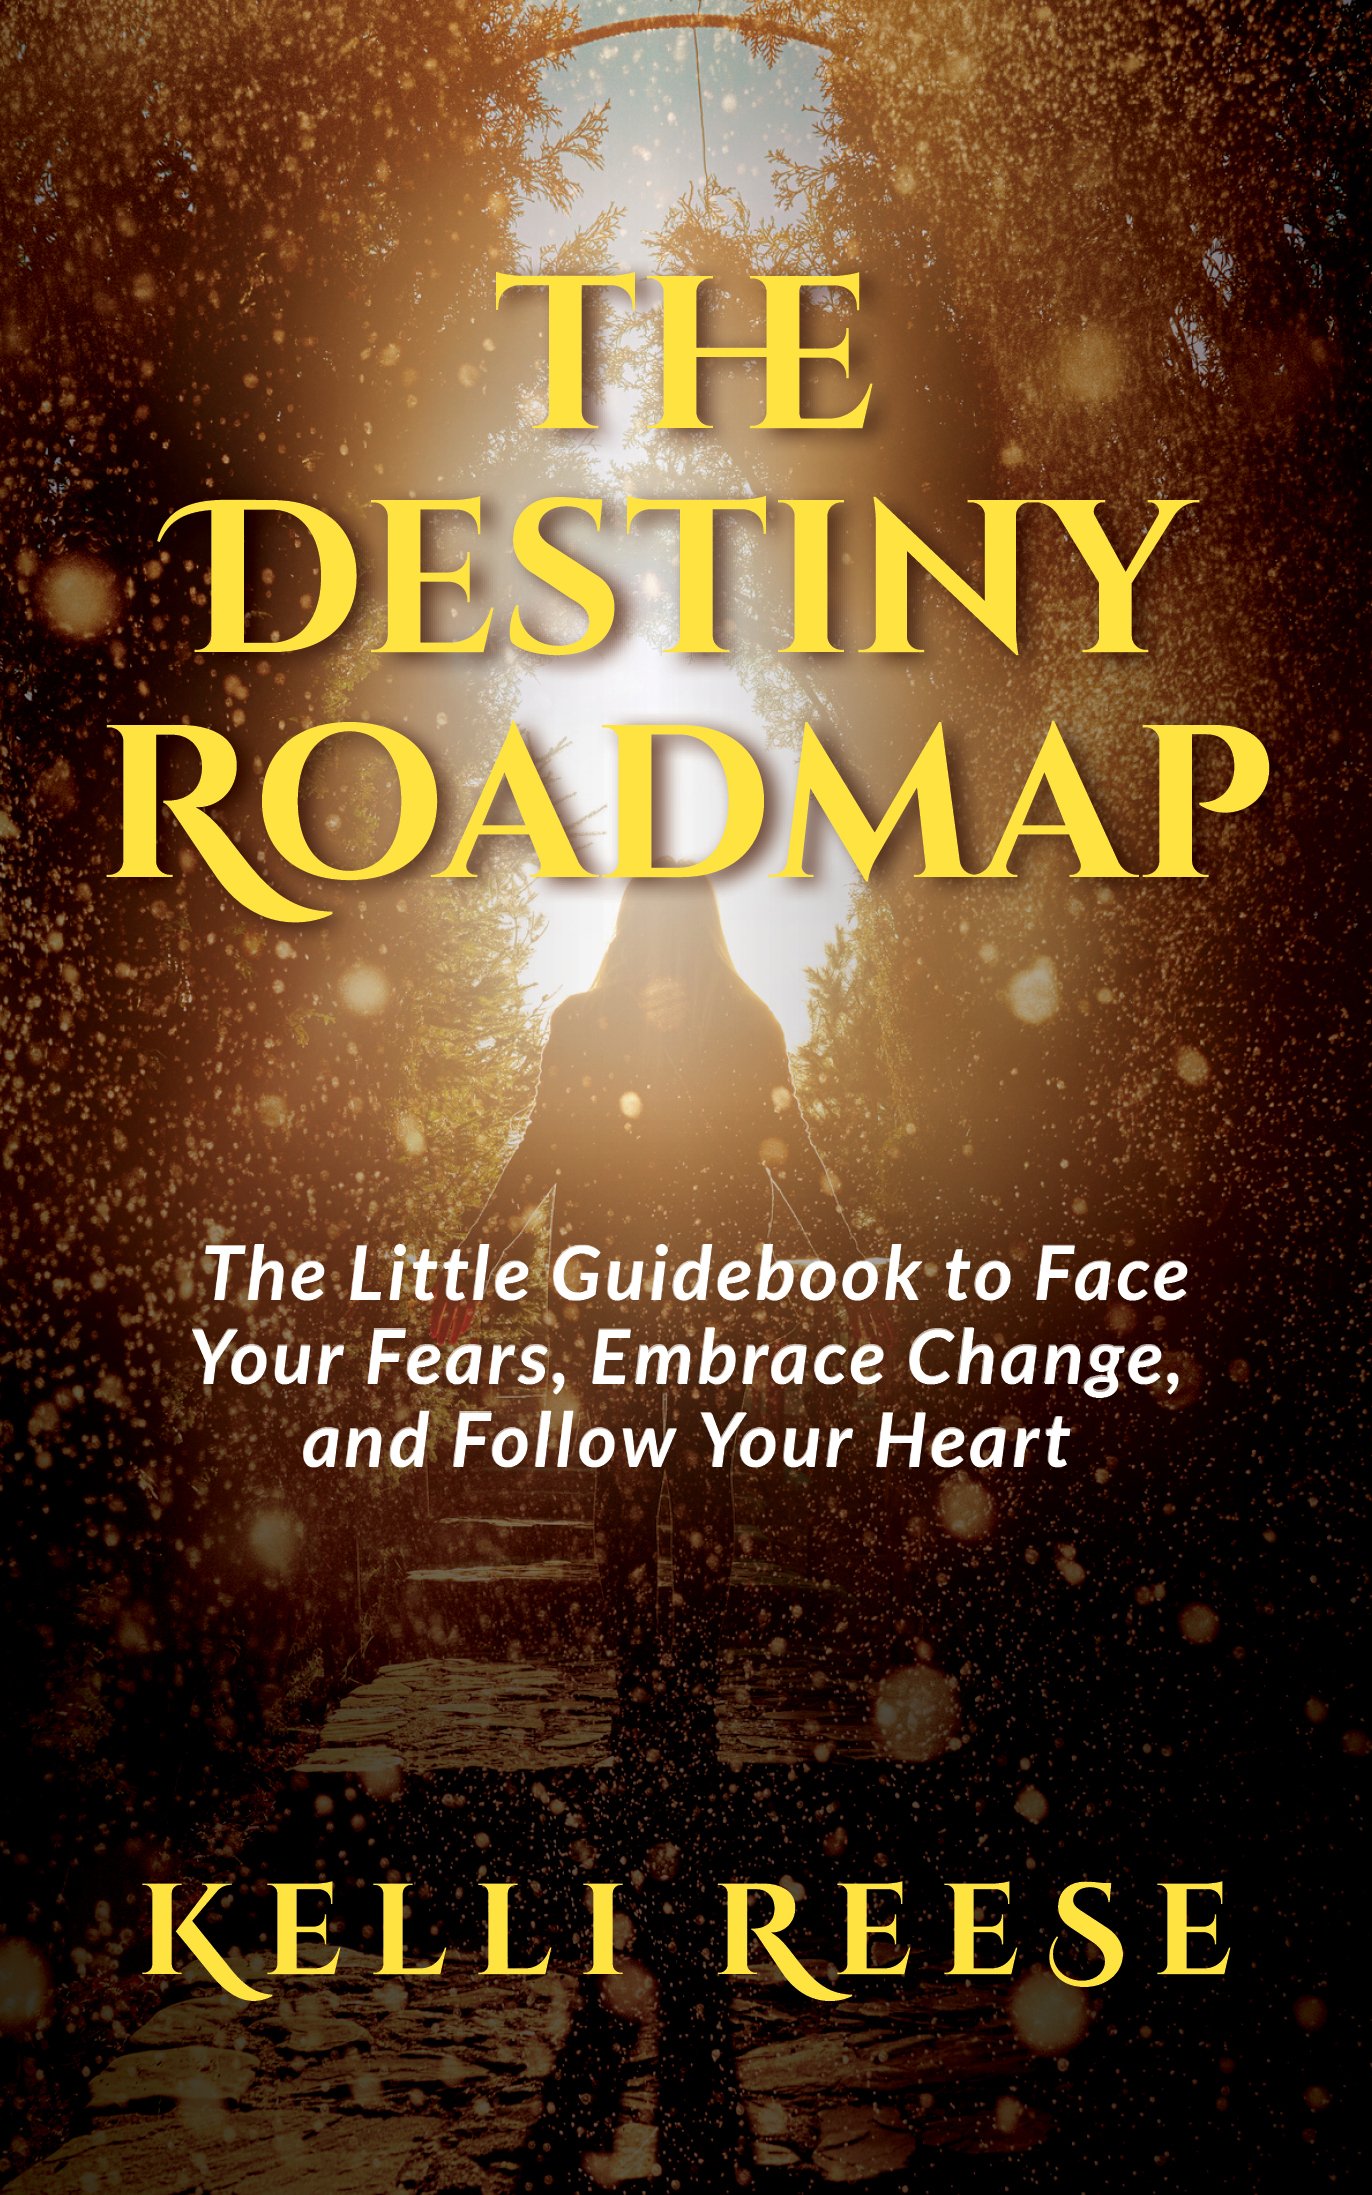 THE
DESTINY
ROADMAP
The Little Guidebook to Face
Your Fears, Embrace Change,
and Follow Your Heart
KELLI REESE